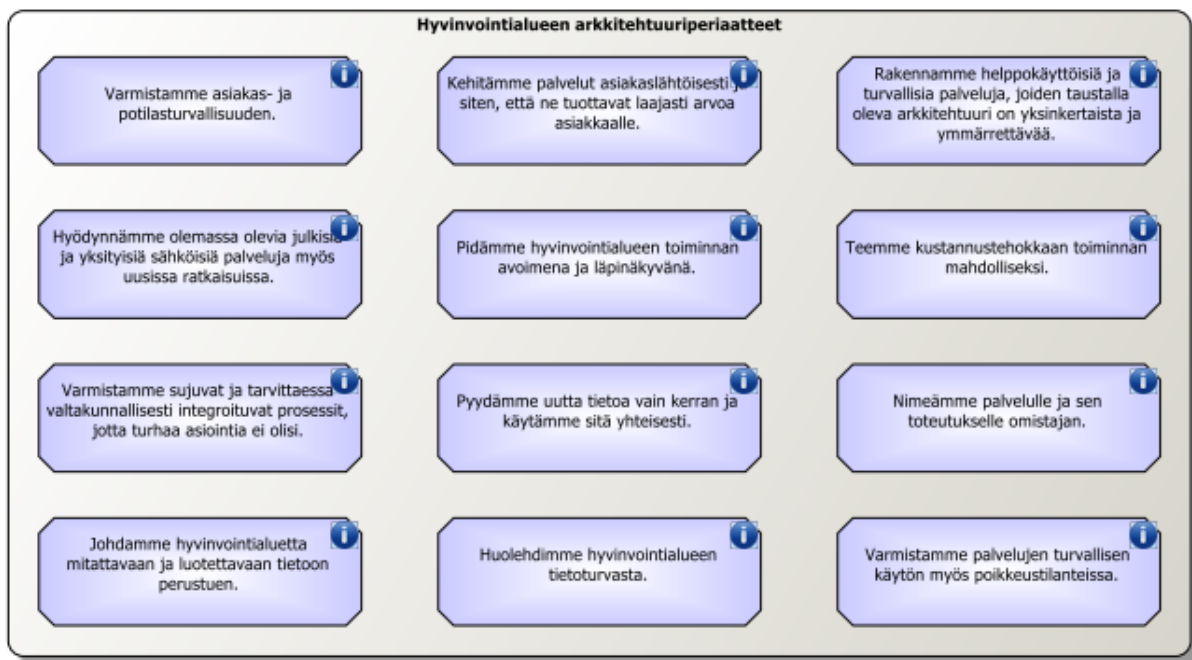 Hyvinvointialueen arkkitehtuuriperiaatteet
Varmistamme asiakas- ja
potilasturvallisuuden.
Kehitämme palvelut asiakaslähtöisesti ja
siten, että ne tuottavat laajasti arvoa
asiakkaalle.
Rakennamme helppokäyttöisiä ja
turvallisia palveluja, joiden taustalla
oleva arkkitehtuuri on yksinkertaista ja
ymmärrettävää.
Hyödynnämme olemassa olevia julkisia
ja yksityisiä sähköisiä palveluja myös
uusissa ratkaisuissa.
Pidämme hyvinvointialueen toiminnan
avoimena ja läpinäkyvänä.
Teemme kustannustehokkaan toiminnan
mahdolliseksi.
Varmistamme sujuvat ja tarvittaessa
valtakunnallisesti integroituvat prosessit,
jotta turhaa asiointia ei olisi.
Pyydämme uutta tietoa vain kerran ja
käytämme sitä yhteisesti.
Nimeämme palvelulle ja sen
toteutukselle omistajan.
Johdamme hyvinvointialuetta
mitattavaan ja luotettavaan tietoon
perustuen.
Huolehdimme hyvinvointialueen
tietoturvasta.
Varmistamme palvelujen turvallisen
käytön myös poikkeustilanteissa.